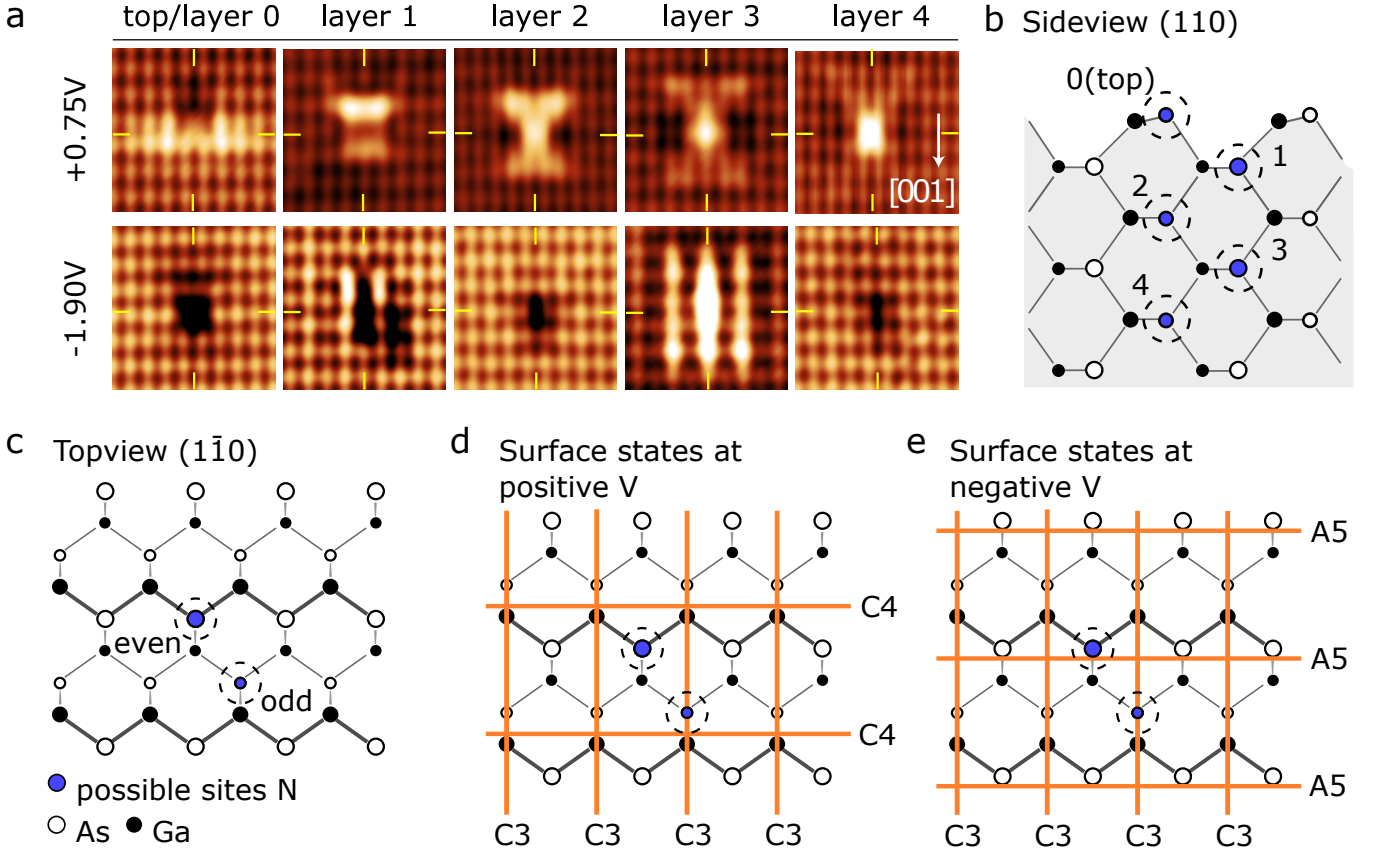 a
top/layer 0 layer 1 layer 2 layer 3 layer 4
+0.75V
[001]
-1.90V
b Sideview (110)
0(top)
1
2
3
4
c Topview (11̅0)
even
odd
possible sites N
As Ga
d Surface states at
positive V
C4
C4
C3 C3 C3 C3
e Surface states at
negative V
A5
A5
A5
C3 C3 C3 C3